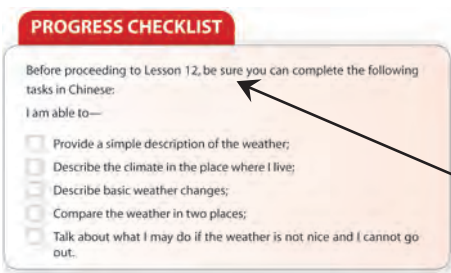 PROGRESS CHECKLIST
Before proceeding to Lesson 12, be sure you can complete the following
tasks in Chinese:
I am able to—
Provide a simple description of the weather;
Describe the climate in the place where I live;
Describe basic weather changes;
Compare the weather in two places;
Talk about what I may do if the weather is not nice and I cannot go
out.